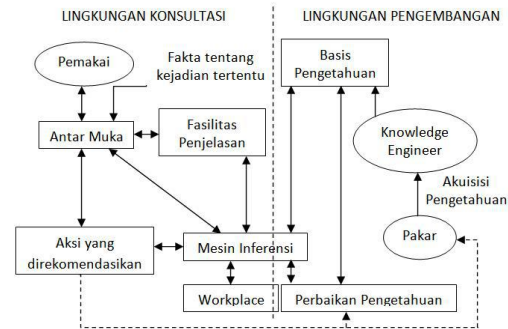 LINGKUNGAN KONSULTASI
LINGKUNGAN PENGEMBANGAN
Pemakai
Fakta tentang
kejadian tertentu
Basis
Pengetahuan
Antar Muka
Fasilitas
Penjelasan
Knowledge
Engineer
Akuisisi
Pengetahuan
Aksi yang
direkomendasikan
Mesin Inferensi
Pakar
Workplace
Perbaikan Pengetahuan